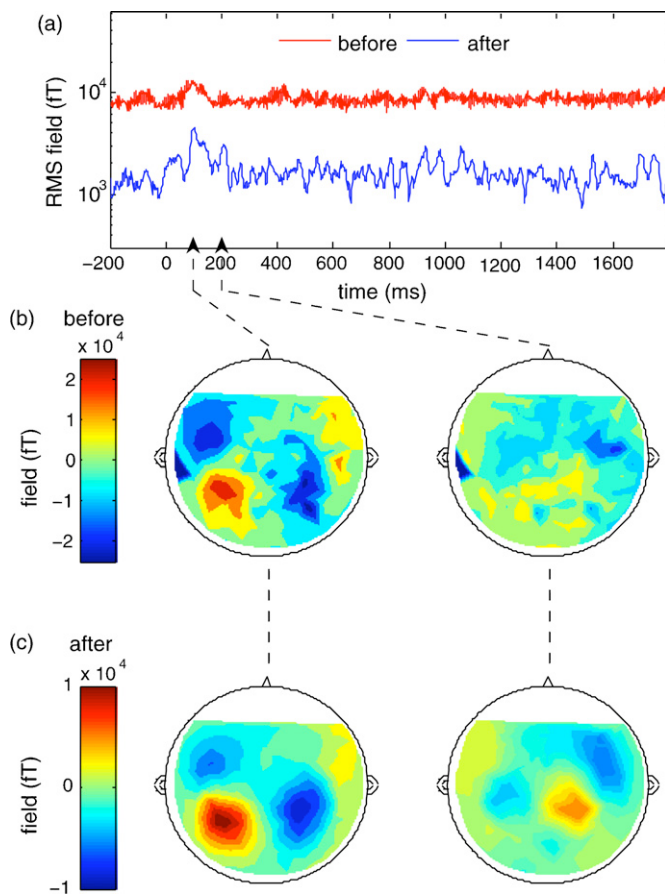 (a)
before after
RMS field (fT)
10^4
10^3
−200 0 200 400 600 800 1000 1200 1400 1600
time (ms)
(b) before
x 10^4
field (fT)
2
1
0
−1
−2
(c) after
x 10^4
field (fT)
1
0
−1